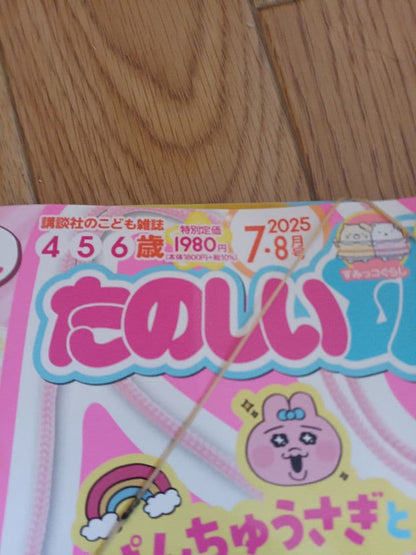 講談社のこども雑誌
4 5 6 歳
特別定価
1980円
(本体1800円+税10%)
2025
7・8月号
すみっコぐらし
たのしい
ぱんちゅうさぎと